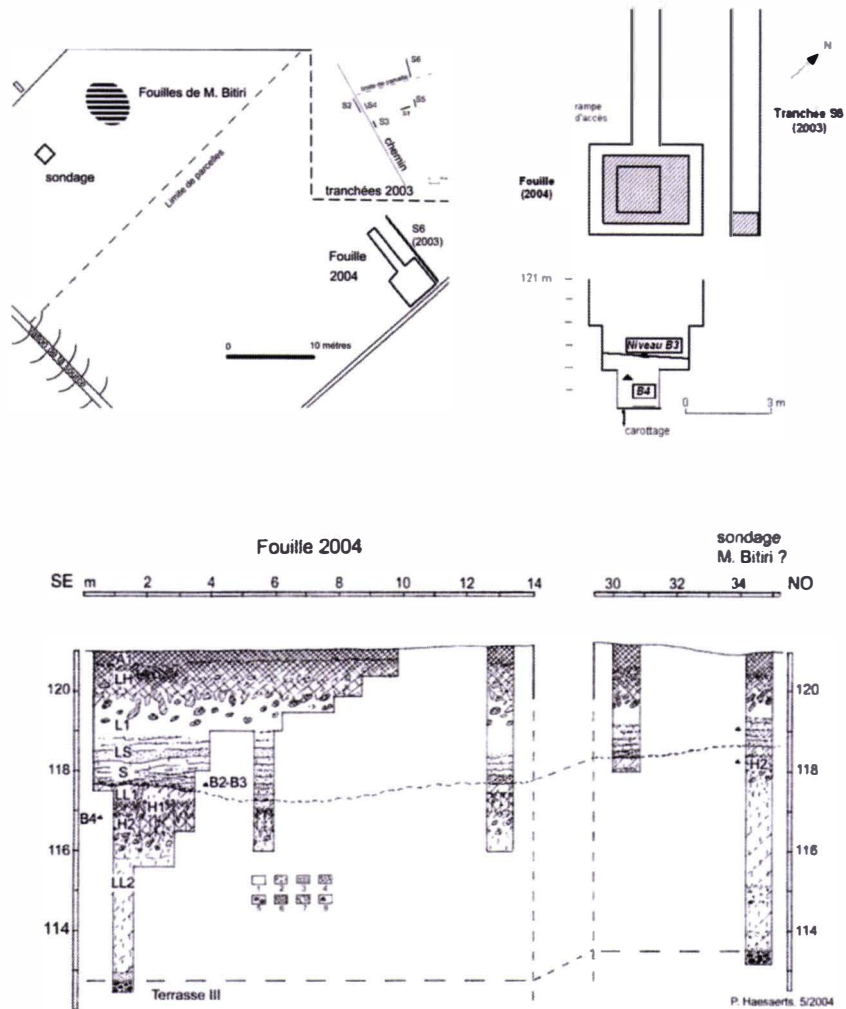 Fouilles de M. Bitiri
sondage
Limite de parcelles
S6
limite de parcelle
S2
S4
S5
S3
chemin
tranchées 2003
S6
(2003)
Fouille
2004
0 10 mètres
N
rampe
d'accès
Tranchée S6
(2003)
Fouille
(2004)
121 m
Niveau B3
B4
0 3 m
carottage
Fouille 2004
sondage
M. Bitiri ?
SE m 2 4 6 8 10 14 30 32 34 NO
A1
120 LH 120
L1
LS
118 S 118
B2-B3
LL1
H1
H2
B4
H2
116 116
LL2
1 2 3 4
5 6 7 8
114 114
Terrasse III
P. Haesaerts. 5/2004